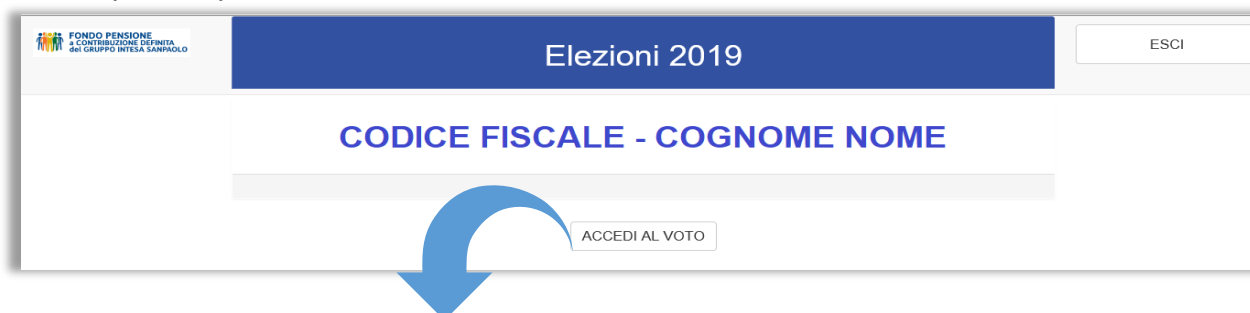 FONDO PENSIONE
a CONTRIBUZIONE DEFINITA
del GRUPPO INTESA SANPAOLO
Elezioni 2019
ESCI
CODICE FISCALE - COGNOME NOME
ACCEDI AL VOTO